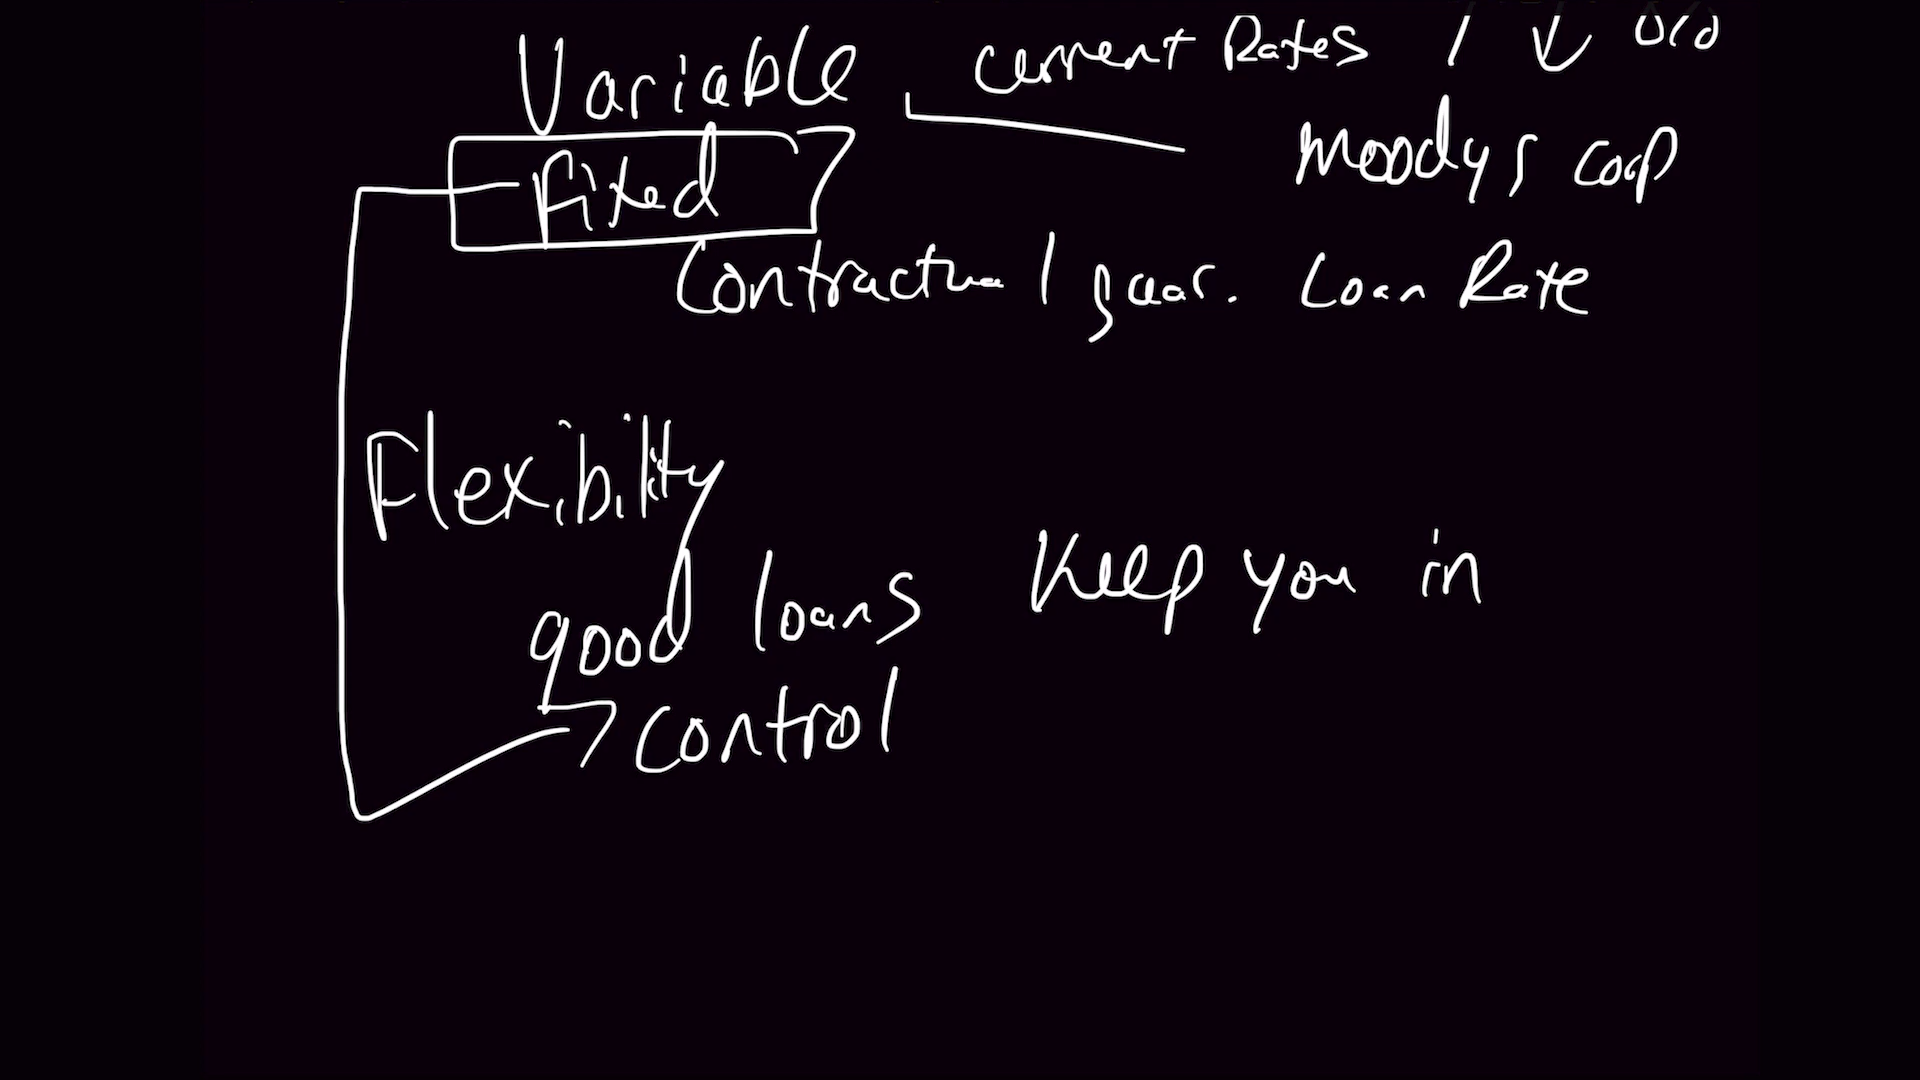 Variable current Rates
Moodys corp
Fixed
Contractual guar. Loan Rate
Flexibility
good loans Keep you in
control